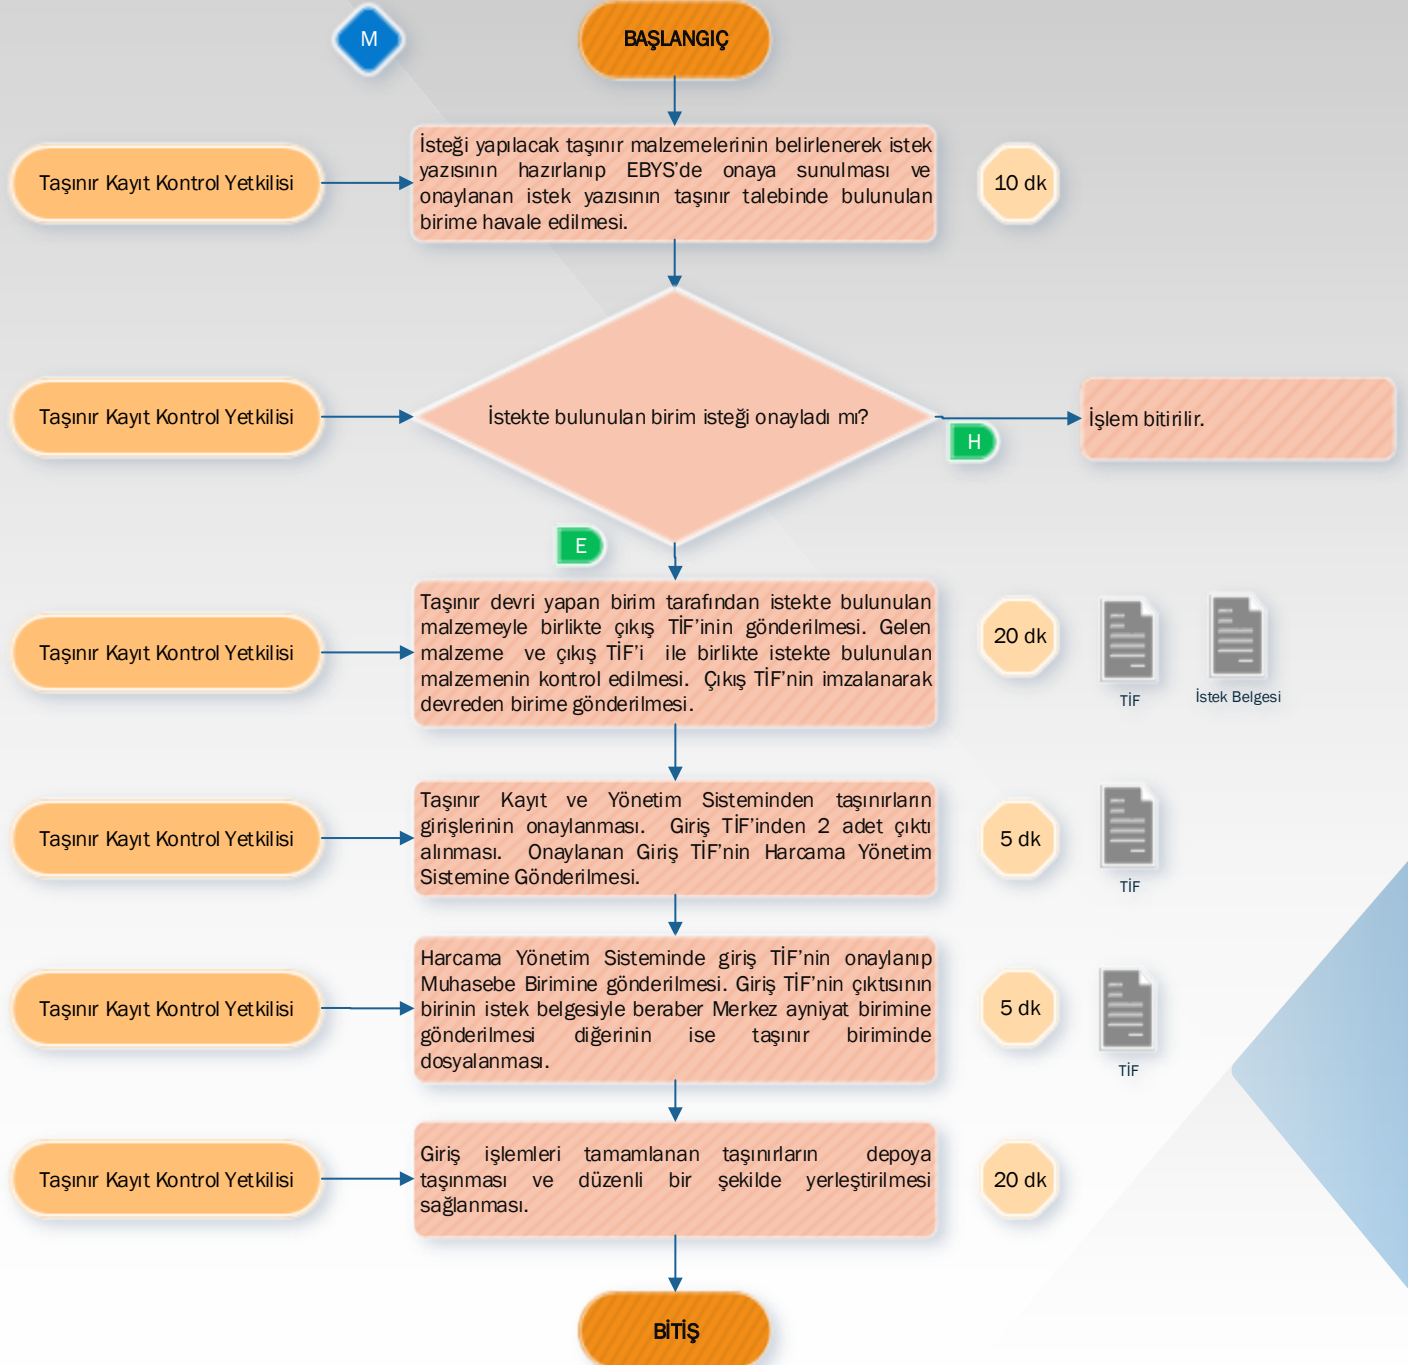 M
BAŞLANGIÇ
Taşınır Kayıt Kontrol Yetkilisi
İsteği yapılacak taşınır malzemelerinin belirlenerek istek
yazısının hazırlanıp EBYS’de onaya sunulması ve
onaylanan istek yazısının taşınır talebinde bulunulan
birime havale edilmesi.
10 dk
Taşınır Kayıt Kontrol Yetkilisi
İstekte bulunulan birim isteği onayladı mı?
H
İşlem bitirilir.
E
Taşınır Kayıt Kontrol Yetkilisi
Taşınır devri yapan birim tarafından istekte bulunulan
malzemeyle birlikte çıkış TİF’inin gönderilmesi. Gelen
malzeme ve çıkış TİF’i ile birlikte istekte bulunulan
malzemenin kontrol edilmesi. Çıkış TİF’nin imzalanarak
devreden birime gönderilmesi.
20 dk
TİF
İstek Belgesi
Taşınır Kayıt Kontrol Yetkilisi
Taşınır Kayıt ve Yönetim Sisteminden taşınırların
girişlerinin onaylanması. Giriş TİF’inden 2 adet çıktı
alınması. Onaylanan Giriş TİF’nin Harcama Yönetim
Sistemine Gönderilmesi.
5 dk
TİF
Taşınır Kayıt Kontrol Yetkilisi
Harcama Yönetim Sisteminde giriş TİF’nin onaylanıp
Muhasebe Birimine gönderilmesi. Giriş TİF’nin çıktısının
birinin istek belgesiyle beraber Merkez ayniyat birimine
gönderilmesi diğerinin ise taşınır biriminde
dosyalanması.
5 dk
TİF
Taşınır Kayıt Kontrol Yetkilisi
Giriş işlemleri tamamlanan taşınırların depoya
taşınması ve düzenli bir şekilde yerleştirilmesi
sağlanması.
20 dk
BİTİŞ